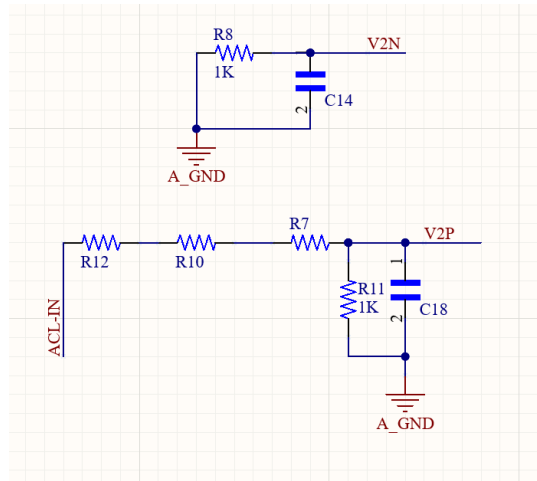 R8
V2N
1K
C14
2
A_GND
R7
V2P
R12
R10
1
R11
1K
C18
2
ACL-IN
A_GND